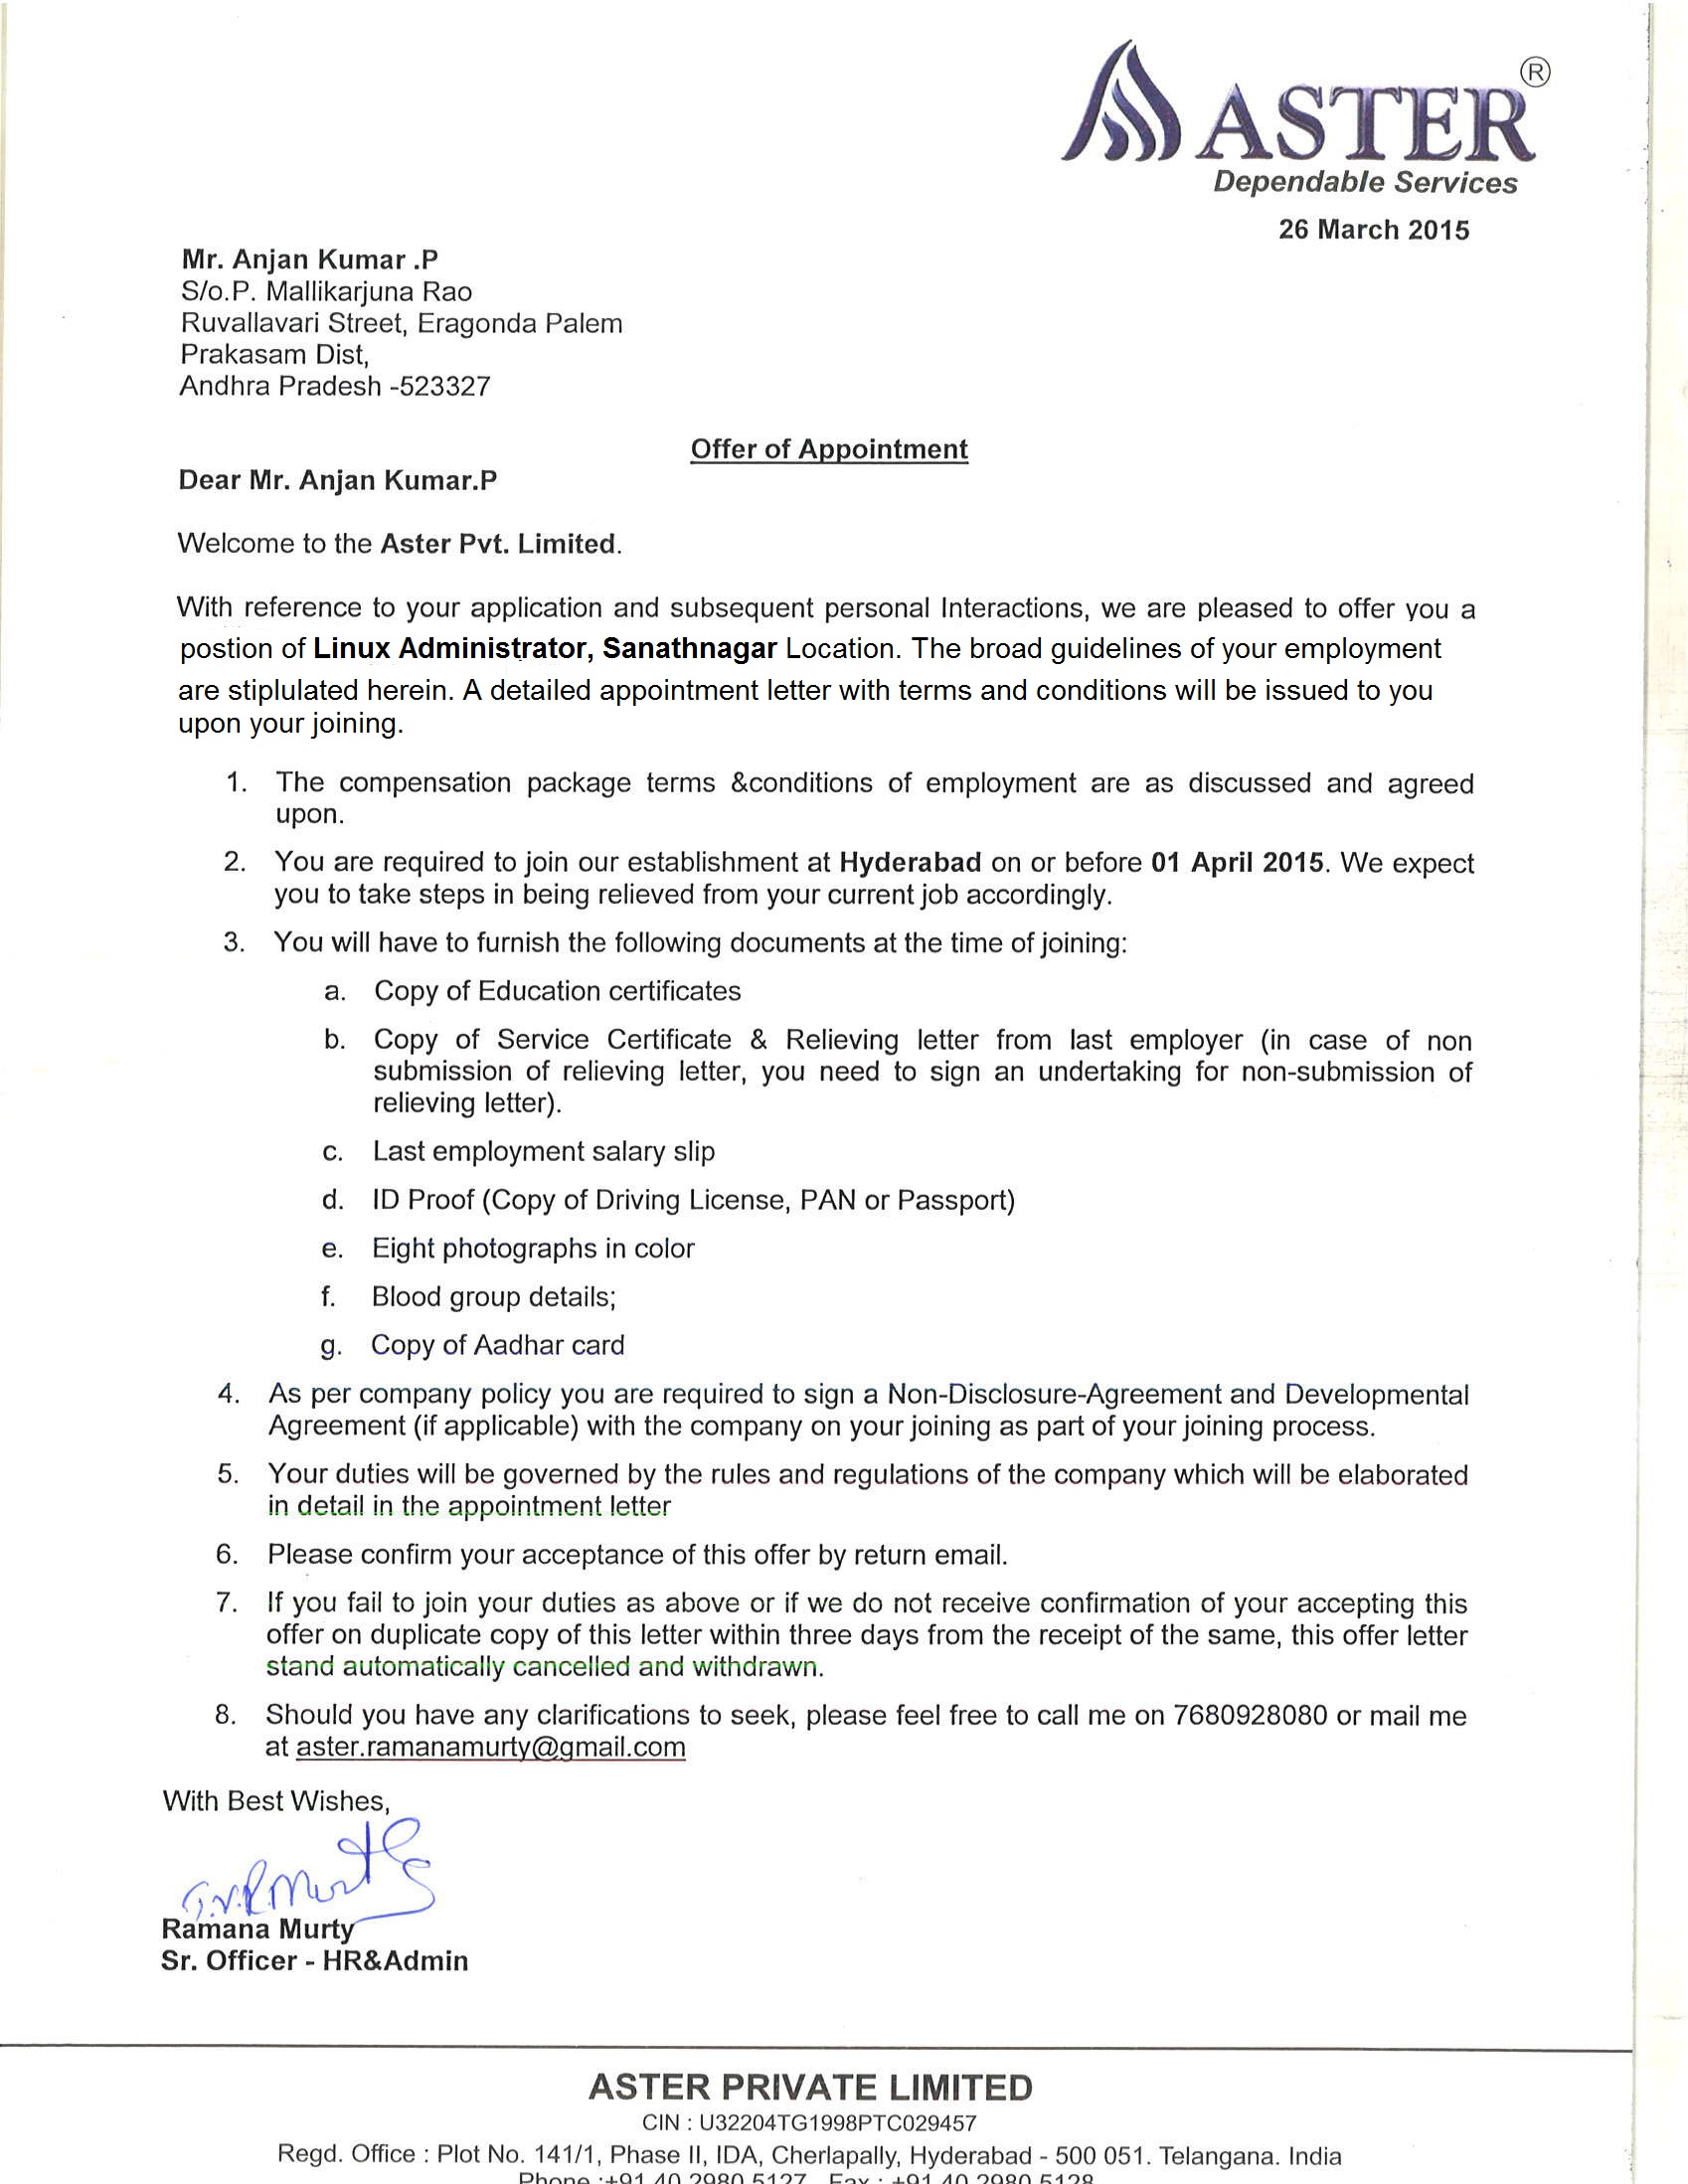 ASTER®
Dependable Services
26 March 2015
Mr. Anjan Kumar .P
S/o.P. Mallikarjuna Rao
Ruvallavari Street, Eragonda Palem
Prakasam Dist,
Andhra Pradesh -523327
Offer of Appointment
Dear Mr. Anjan Kumar.P
Welcome to the Aster Pvt. Limited.
With reference to your application and subsequent personal Interactions, we are pleased to offer you a
postion of Linux Administrator, Sanathnagar Location. The broad guidelines of your employment
are stiplulated herein. A detailed appointment letter with terms and conditions will be issued to you
upon your joining.
1. The compensation package terms &conditions of employment are as discussed and agreed
upon.
2. You are required to join our establishment at Hyderabad on or before 01 April 2015. We expect
you to take steps in being relieved from your current job accordingly.
3. You will have to furnish the following documents at the time of joining:
a. Copy of Education certificates
b. Copy of Service Certificate & Relieving letter from last employer (in case of non
submission of relieving letter, you need to sign an undertaking for non-submission of
relieving letter).
c. Last employment salary slip
d. ID Proof (Copy of Driving License, PAN or Passport)
e. Eight photographs in color
f. Blood group details;
g. Copy of Aadhar card
4. As per company policy you are required to sign a Non-Disclosure-Agreement and Developmental
Agreement (if applicable) with the company on your joining as part of your joining process.
5. Your duties will be governed by the rules and regulations of the company which will be elaborated
in detail in the appointment letter
6. Please confirm your acceptance of this offer by return email.
7. If you fail to join your duties as above or if we do not receive confirmation of your accepting this
offer on duplicate copy of this letter within three days from the receipt of the same, this offer letter
stand automatically cancelled and withdrawn.
8. Should you have any clarifications to seek, please feel free to call me on 7680928080 or mail me
at aster.ramanamurty@gmail.com
With Best Wishes,
T.V.R.Murty
Ramana Murty
Sr. Officer - HR&Admin
ASTER PRIVATE LIMITED
CIN : U32204TG1998PTC029457
Regd. Office : Plot No. 141/1, Phase II, IDA, Cherlapally, Hyderabad - 500 051. Telangana. India
Phone :+91 40 2980 5127 Fax : +91 40 2980 5128